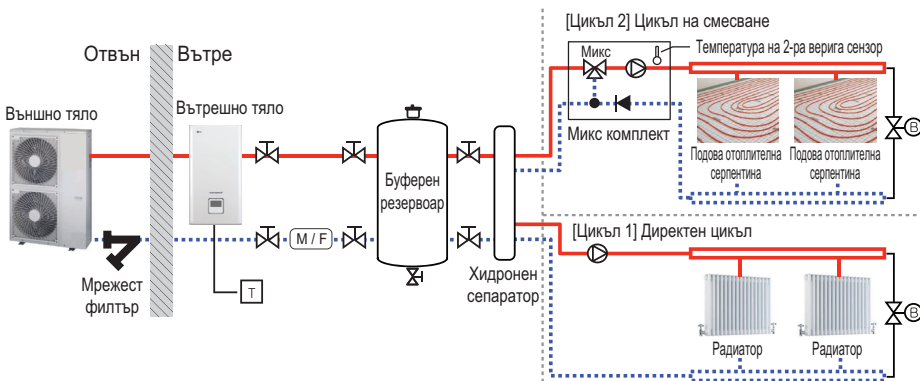 [Цикъл 2] Цикъл на смесване
Отвън
Вътре
Микс
Температура на 2-ра верига сензор
Външно тяло
Вътрешно тяло
Микс комплект
Подова отоплителна
серпентина
Подова отоплителна
серпентина
B
Буферен
резервоар
M / F
[Цикъл 1] Директен цикъл
Мрежест
филтър
T
Хидронен
сепаратор
Радиатор
Радиатор
B